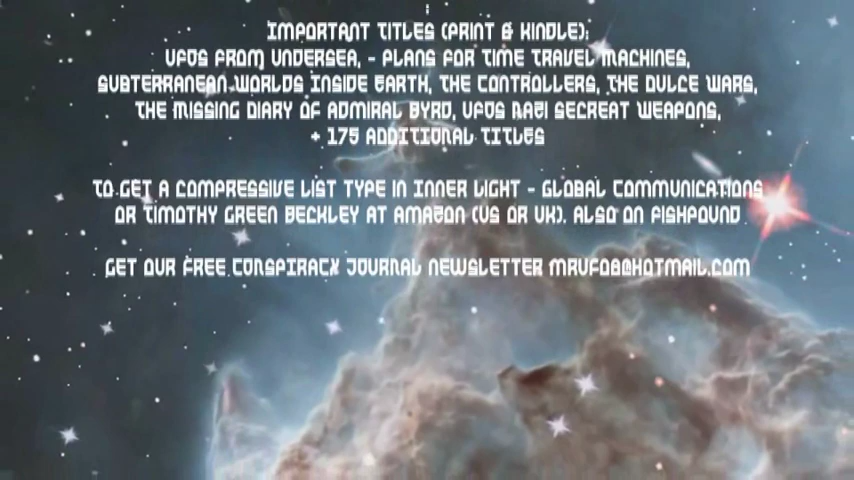 IMPORTANT TITLES (PRINT & KINDLE):
UFOS FROM UNDERSEA, - PLANS FOR TIME TRAVEL MACHINES,
SUBTERRANEAN WORLDS INSIDE EARTH, THE CONTROLLERS, THE DULCE WARS,
THE MISSING DIARY OF ADMIRAL BYRD, UFOS NAZI SECREAT WEAPONS,
+ 175 ADDITIONAL TITLES
TO GET A COMPRESSIVE LIST TYPE IN INNER LIGHT - GLOBAL COMMUNICATIONS
OR TIMOTHY GREEN BECKLEY AT AMAZON (US OR UK). ALSO ON FISHPOUND
GET OUR FREE CONSPIRACY JOURNAL NEWSLETTER MRUFO8@HOTMAIL.COM